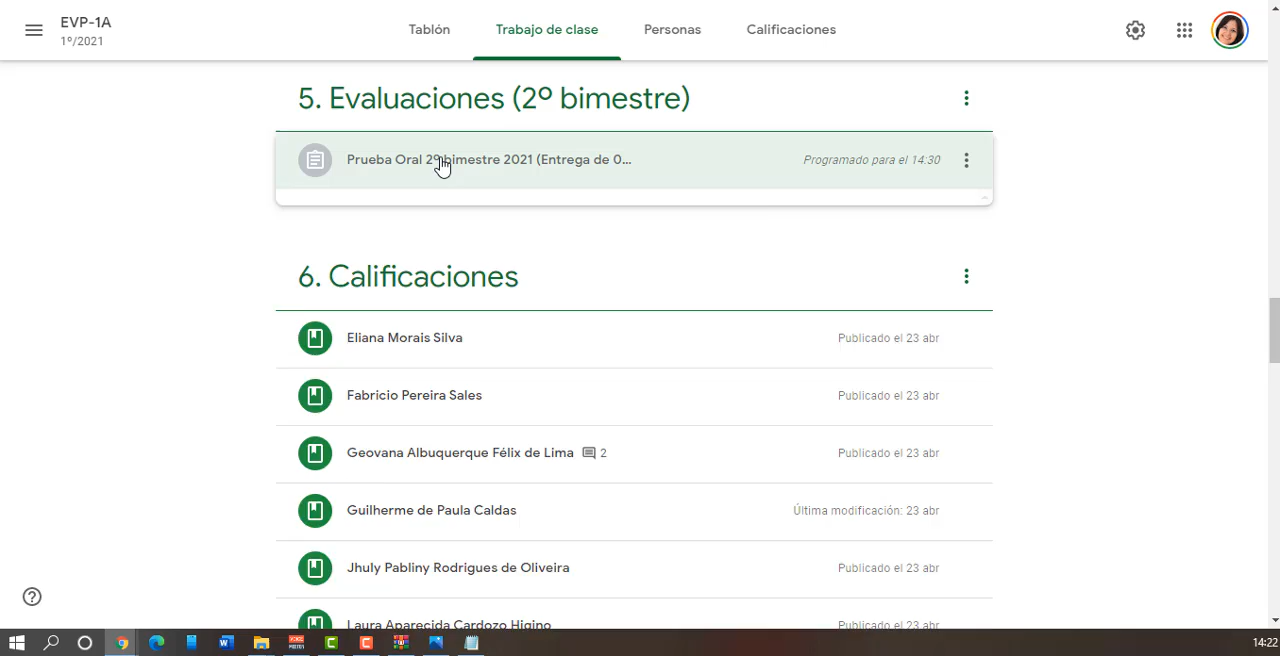 EVP-1A
1º/2021
Tablón
Trabajo de clase
Personas
Calificaciones
5. Evaluaciones (2º bimestre)
Prueba Oral 2º bimestre 2021 (Entrega de 0...
Programado para el 14:30
6. Calificaciones
Eliana Morais Silva
Publicado el 23 abr
Fabricio Pereira Sales
Publicado el 23 abr
Geovana Albuquerque Félix de Lima 2
Publicado el 23 abr
Guilherme de Paula Caldas
Última modificación: 23 abr
Jhuly Pabliny Rodrigues de Oliveira
Publicado el 23 abr
Laura Aparecida Cardozo Higino
Publicado el 23 abr
14:22